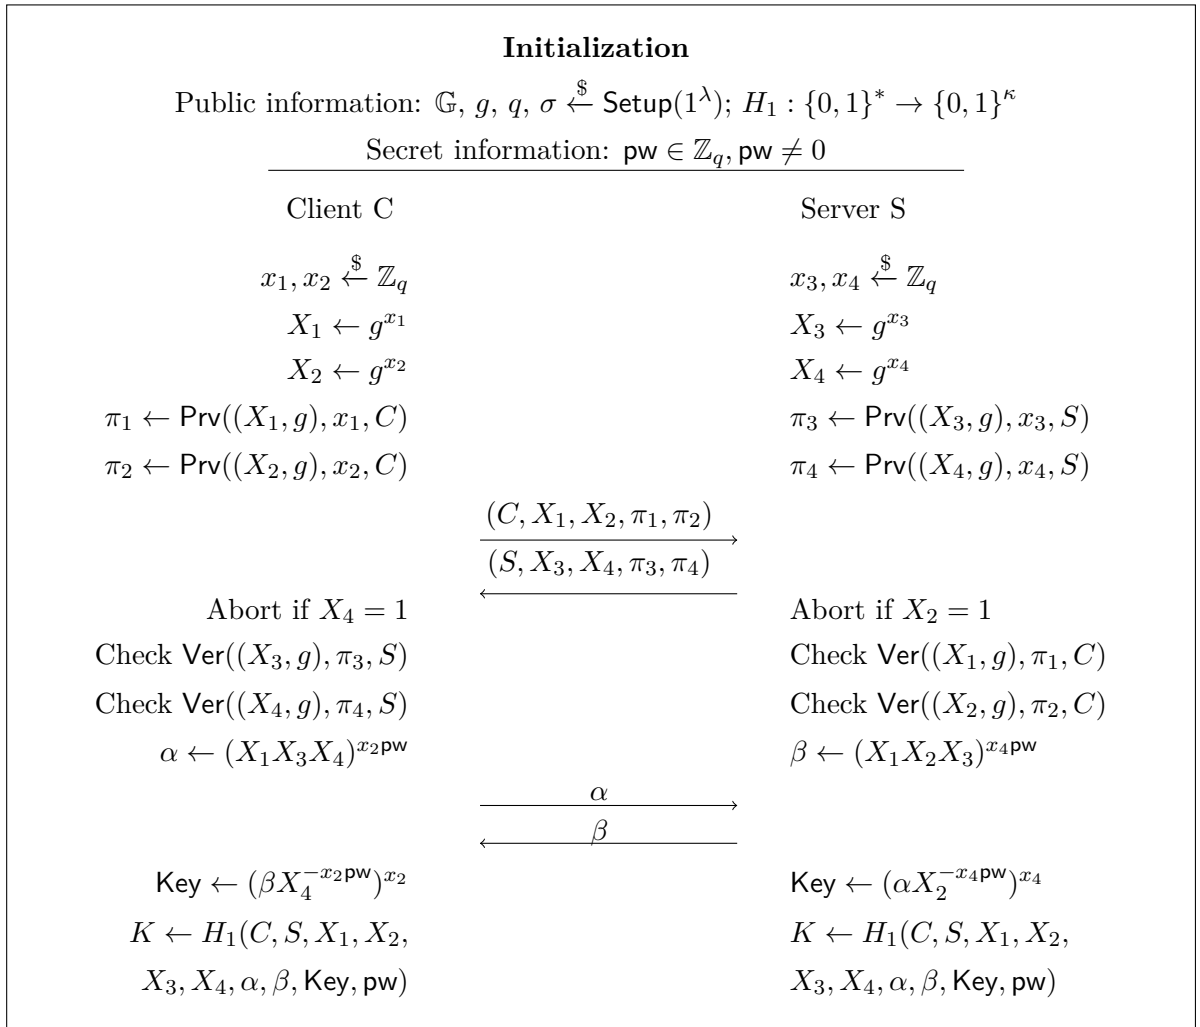 Initialization
Public information: 𝔾, g, q, σ ←$ Setup(1^λ); H_1 : {0, 1}^* → {0, 1}^κ
Secret information: pw ∈ ℤ_q, pw ≠ 0
Client C Server S
x_1, x_2 ←$ ℤ_q x_3, x_4 ←$ ℤ_q
X_1 ← g^{x_1} X_3 ← g^{x_3}
X_2 ← g^{x_2} X_4 ← g^{x_4}
π_1 ← Prv((X_1, g), x_1, C) π_3 ← Prv((X_3, g), x_3, S)
π_2 ← Prv((X_2, g), x_2, C) π_4 ← Prv((X_4, g), x_4, S)
(C, X_1, X_2, π_1, π_2)
(S, X_3, X_4, π_3, π_4)
Abort if X_4 = 1 Abort if X_2 = 1
Check Ver((X_3, g), π_3, S) Check Ver((X_1, g), π_1, C)
Check Ver((X_4, g), π_4, S) Check Ver((X_2, g), π_2, C)
α ← (X_1X_3X_4)^{x_2pw} β ← (X_1X_2X_3)^{x_4pw}
α
β
Key ← (βX_4^{-x_2pw})^{x_2} Key ← (αX_2^{-x_4pw})^{x_4}
K ← H_1(C, S, X_1, X_2, K ← H_1(C, S, X_1, X_2,
X_3, X_4, α, β, Key, pw) X_3, X_4, α, β, Key, pw)